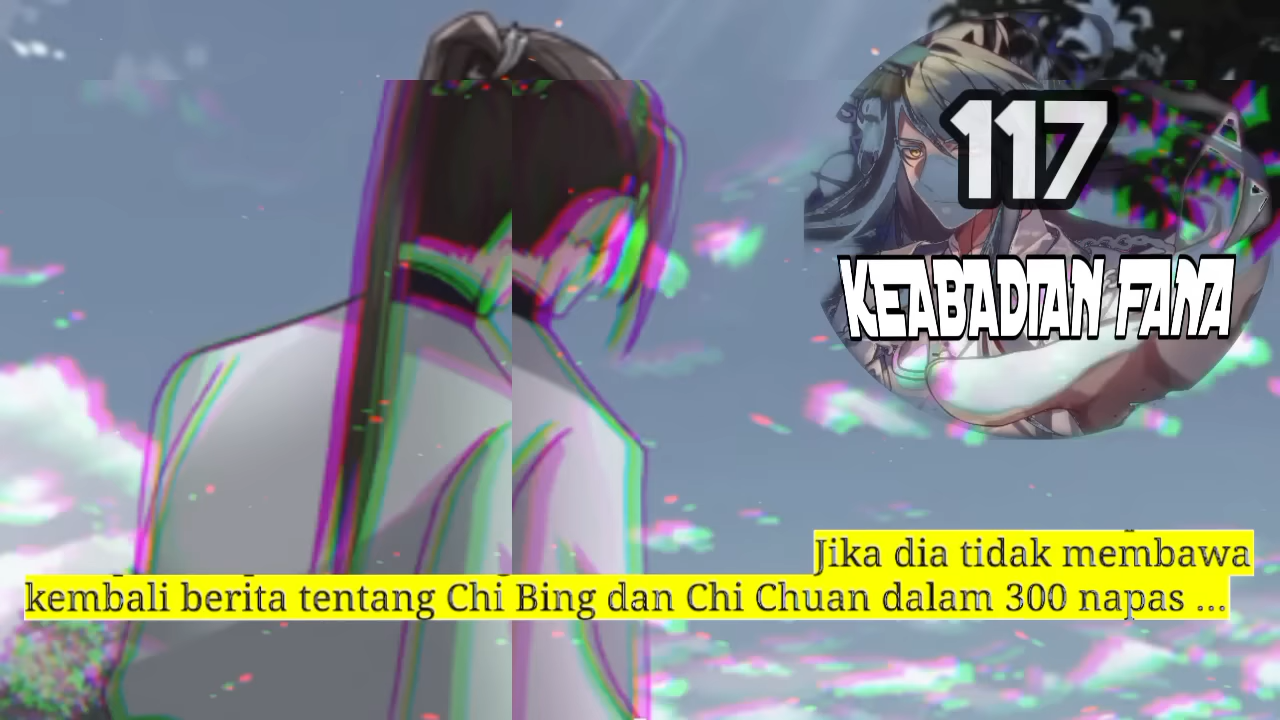 117
KEABADIAN FANA
Jika dia tidak membawa
kembali berita tentang Chi Bing dan Chi Chuan dalam 300 napas ...